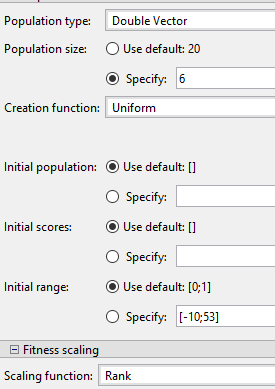 Population type: Double Vector
Population size: Use default: 20
Specify: 6
Creation function: Uniform
Initial population: Use default: []
Specify:
Initial scores: Use default: []
Specify:
Initial range: Use default: [0;1]
Specify: [-10;53]
Fitness scaling
Scaling function: Rank